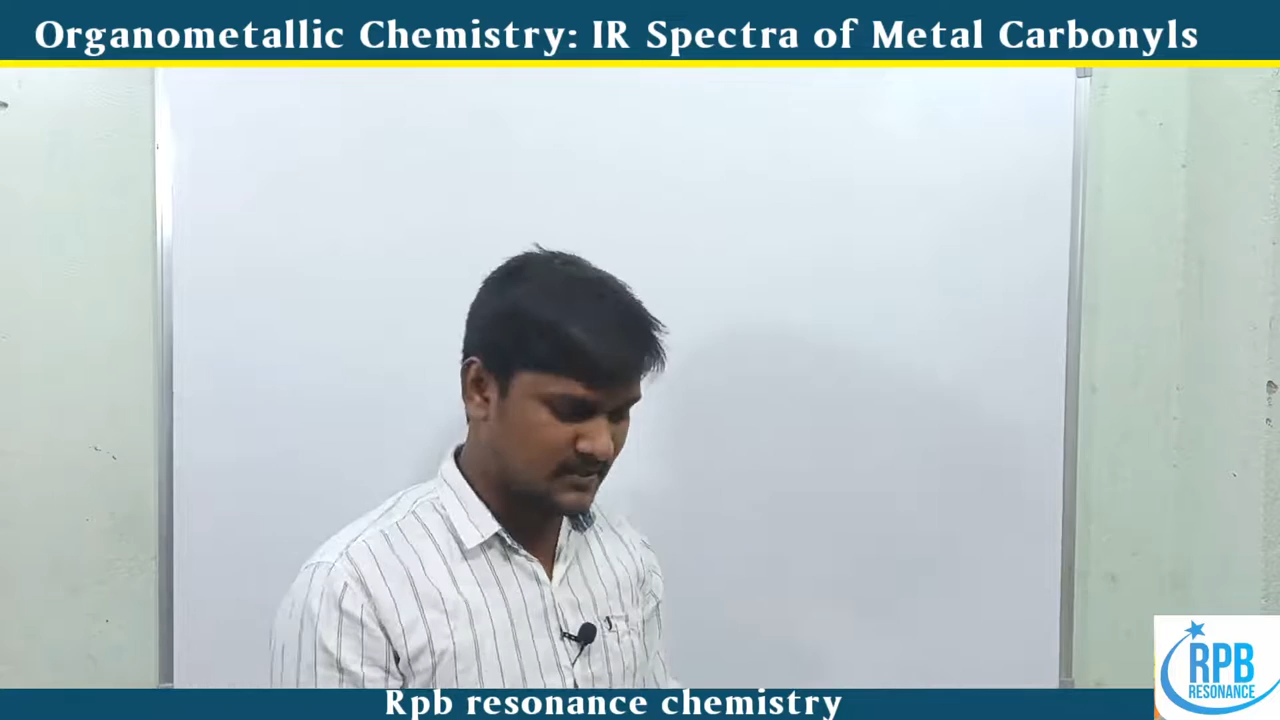 Organometallic Chemistry: IR Spectra of Metal Carbonyls
RPB
RESONANCE
Rpb resonance chemistry